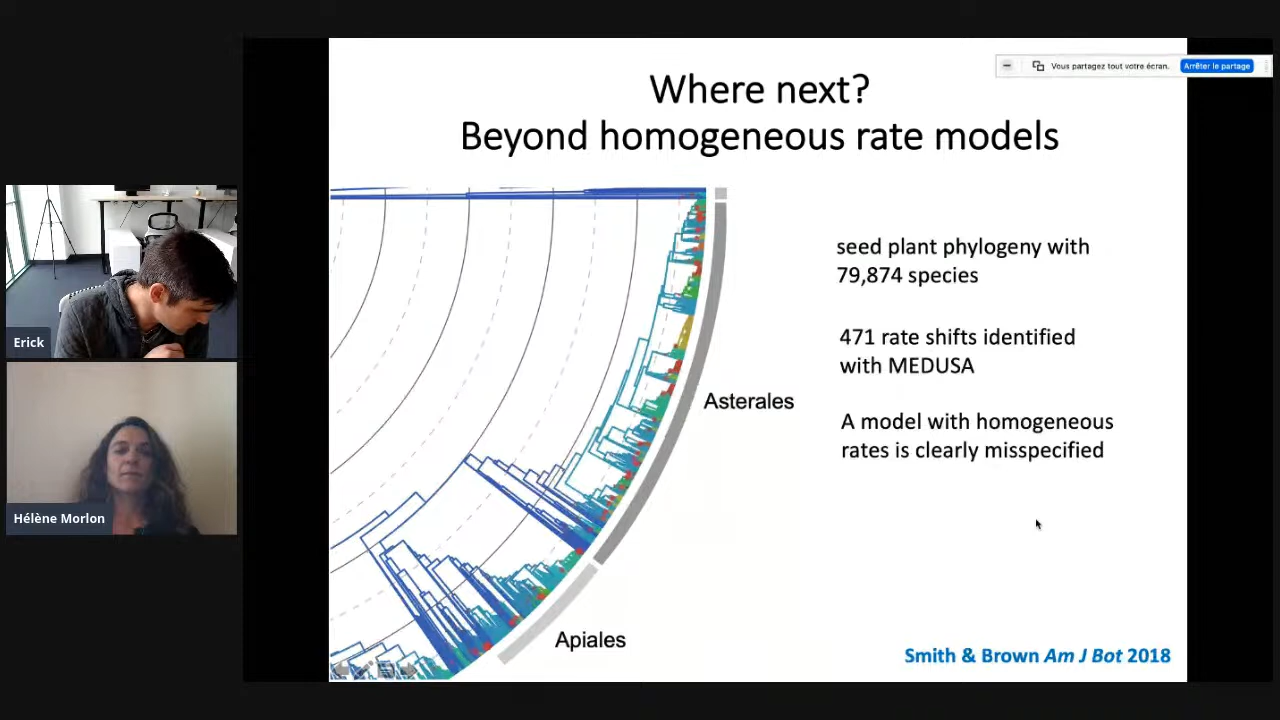 Vous partagez tout votre écran.
Arrêter le partage
Where next?
Beyond homogeneous rate models
seed plant phylogeny with
79,874 species
471 rate shifts identified
with MEDUSA
A model with homogeneous
rates is clearly misspecified
Asterales
Apiales
Smith & Brown Am J Bot 2018
Erick
Hélène Morlon